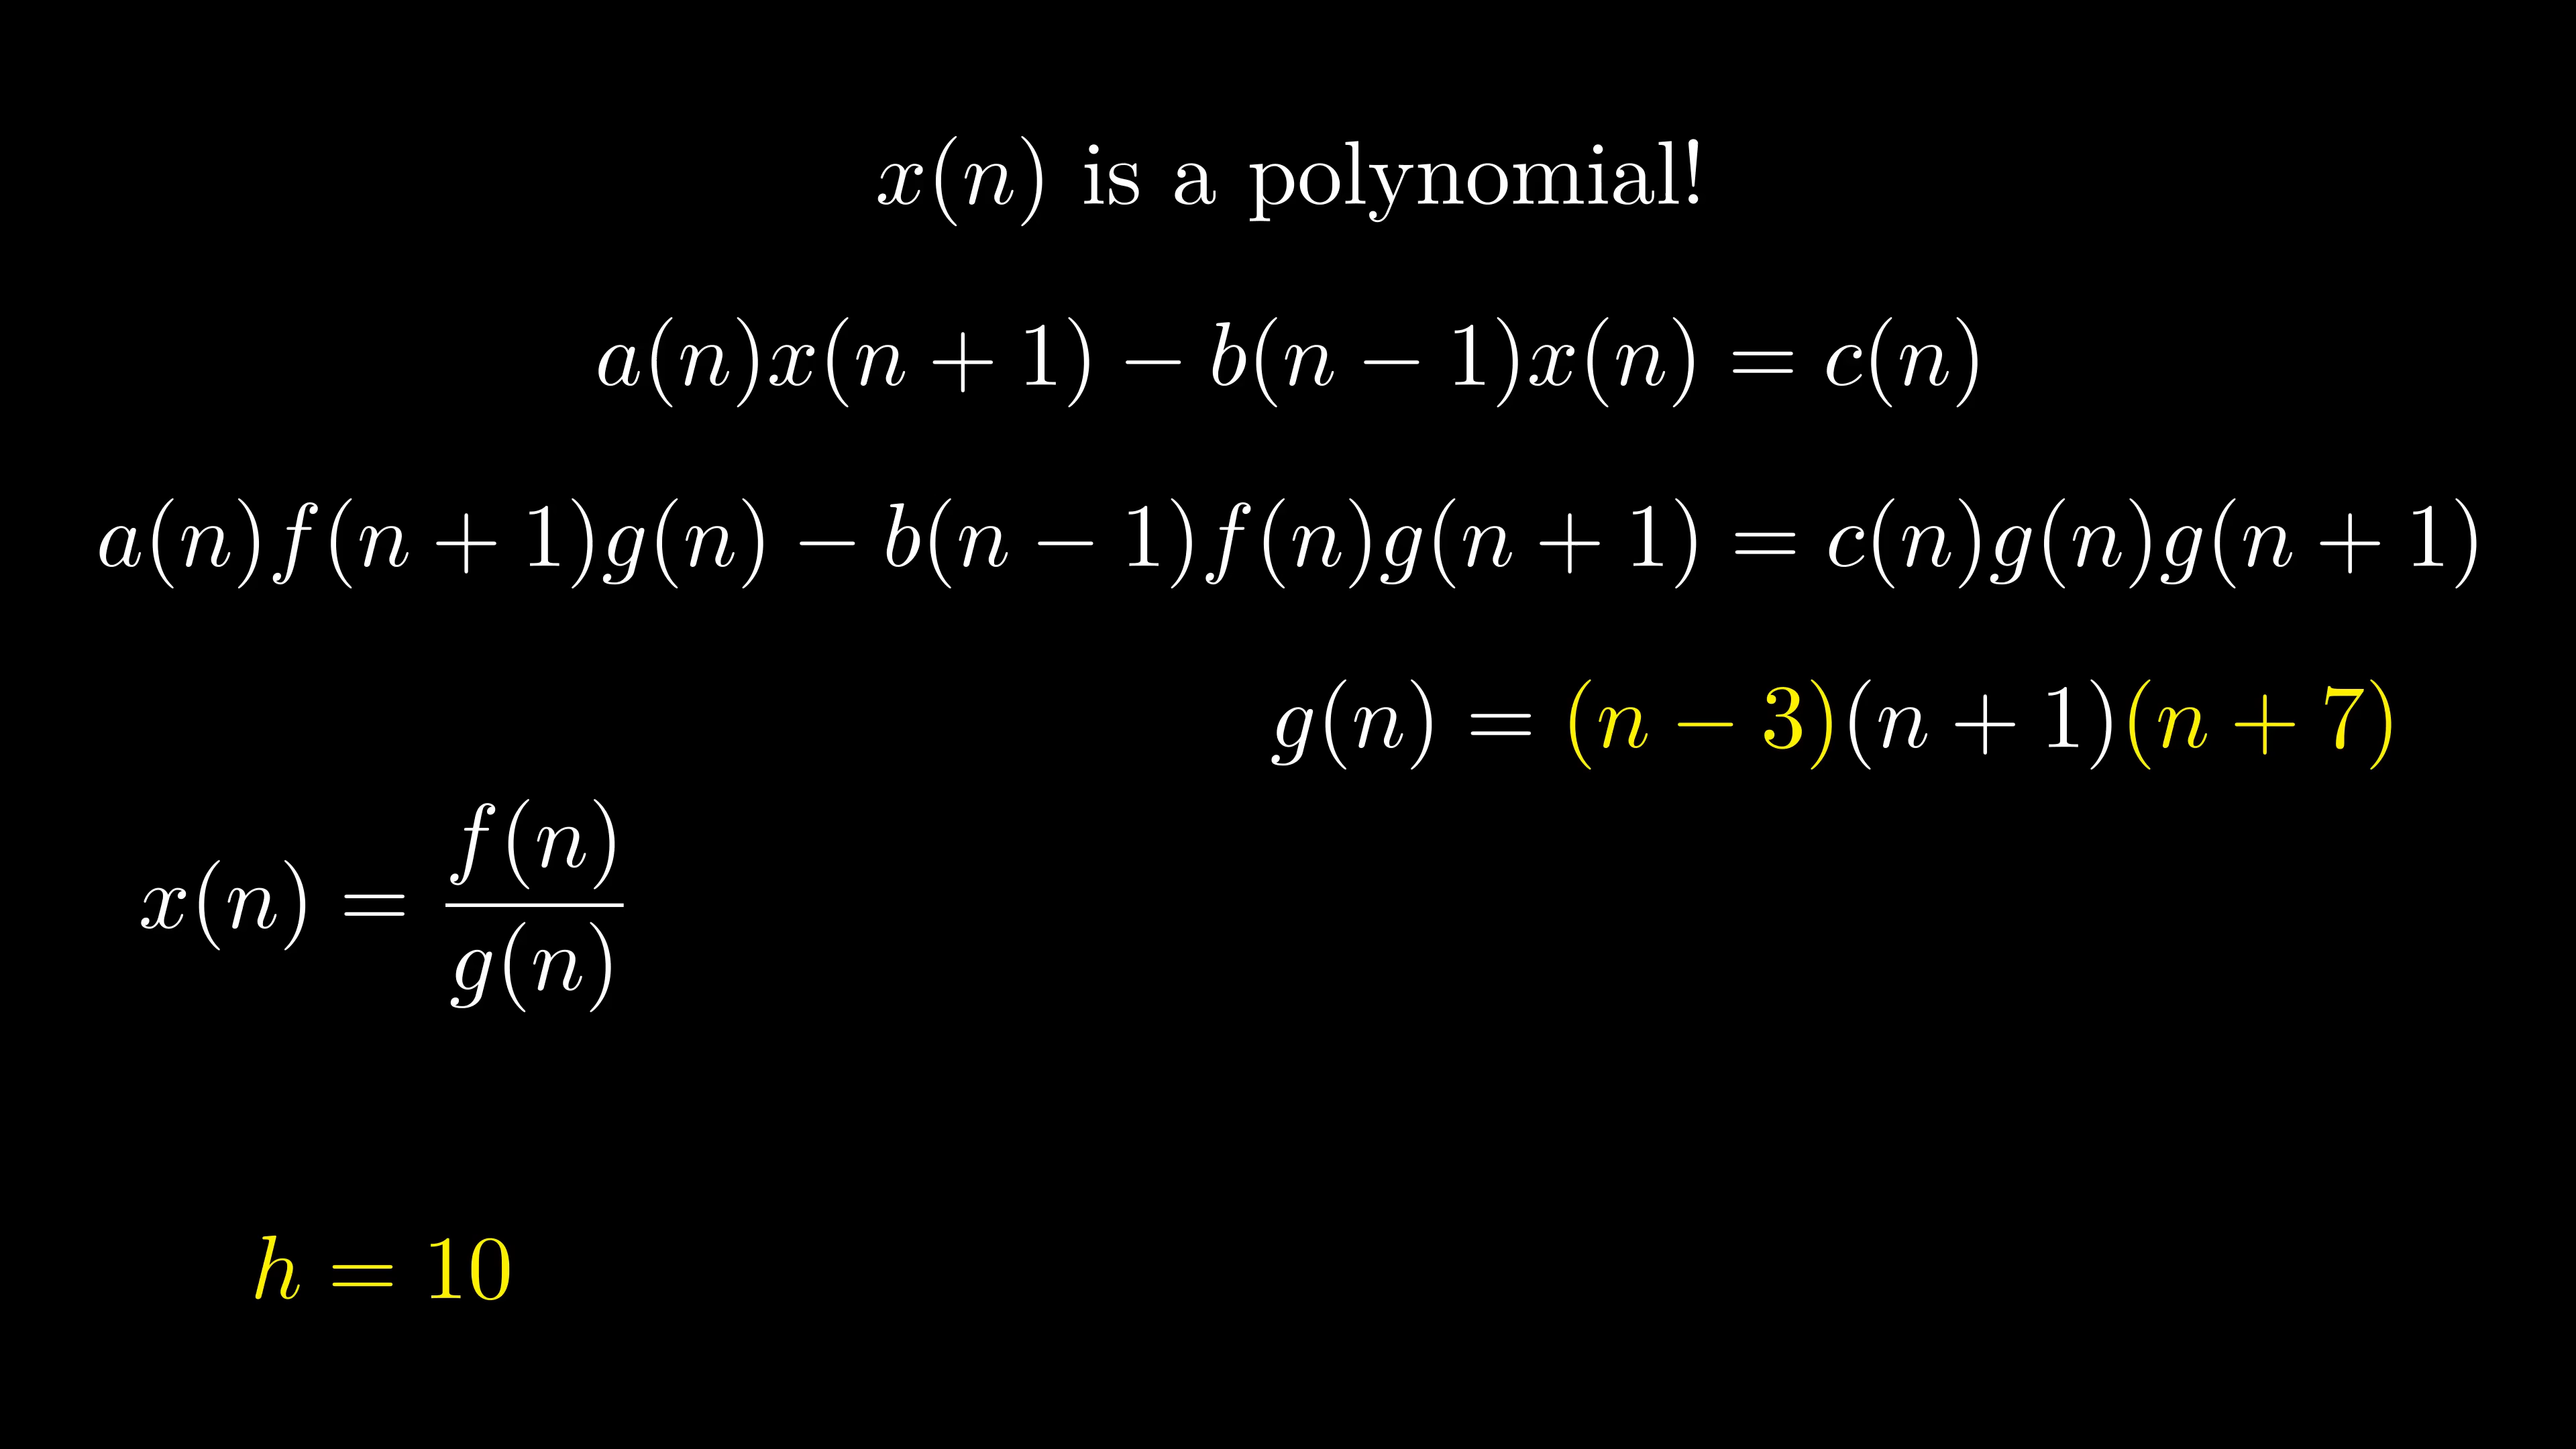 x(n) is a polynomial!
a(n)x(n + 1) − b(n − 1)x(n) = c(n)
a(n)f(n + 1)g(n) − b(n − 1)f(n)g(n + 1) = c(n)g(n)g(n + 1)
g(n) = (n − 3)(n + 1)(n + 7)
x(n) = f(n)/g(n)
h = 10